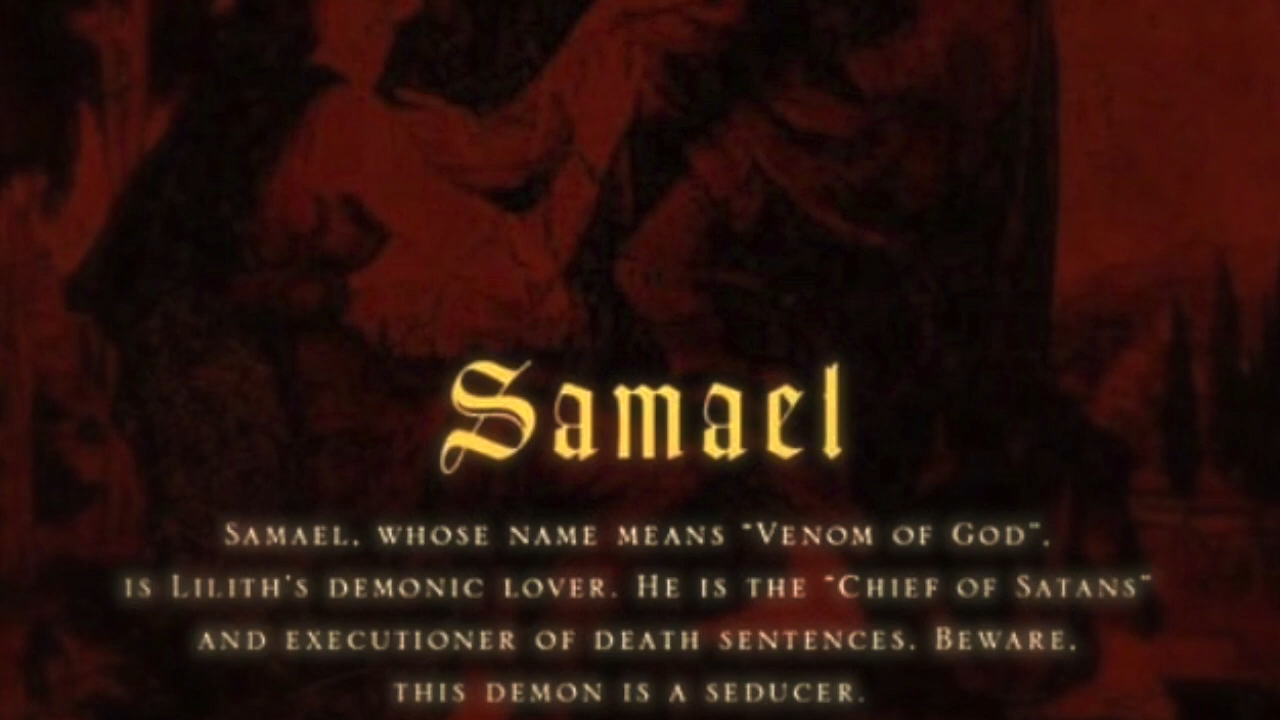 Samael
Samael, whose name means "Venom of God",
is Lilith's demonic lover. He is the "Chief of Satans"
and executioner of death sentences. Beware,
this demon is a seducer.